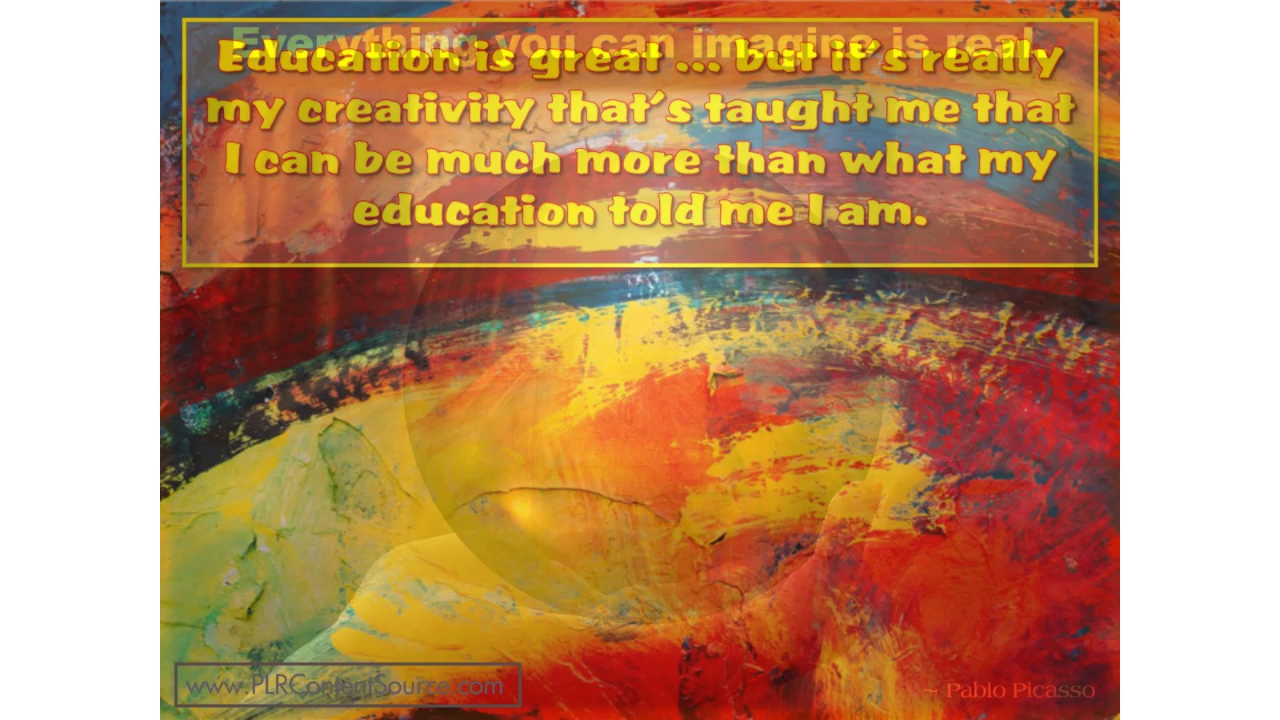 Everything you can imagine is real.
Education is great ... but it's really
my creativity that's taught me that
I can be much more than what my
education told me I am.
www.PLRContentSource.com
~ Pablo Picasso